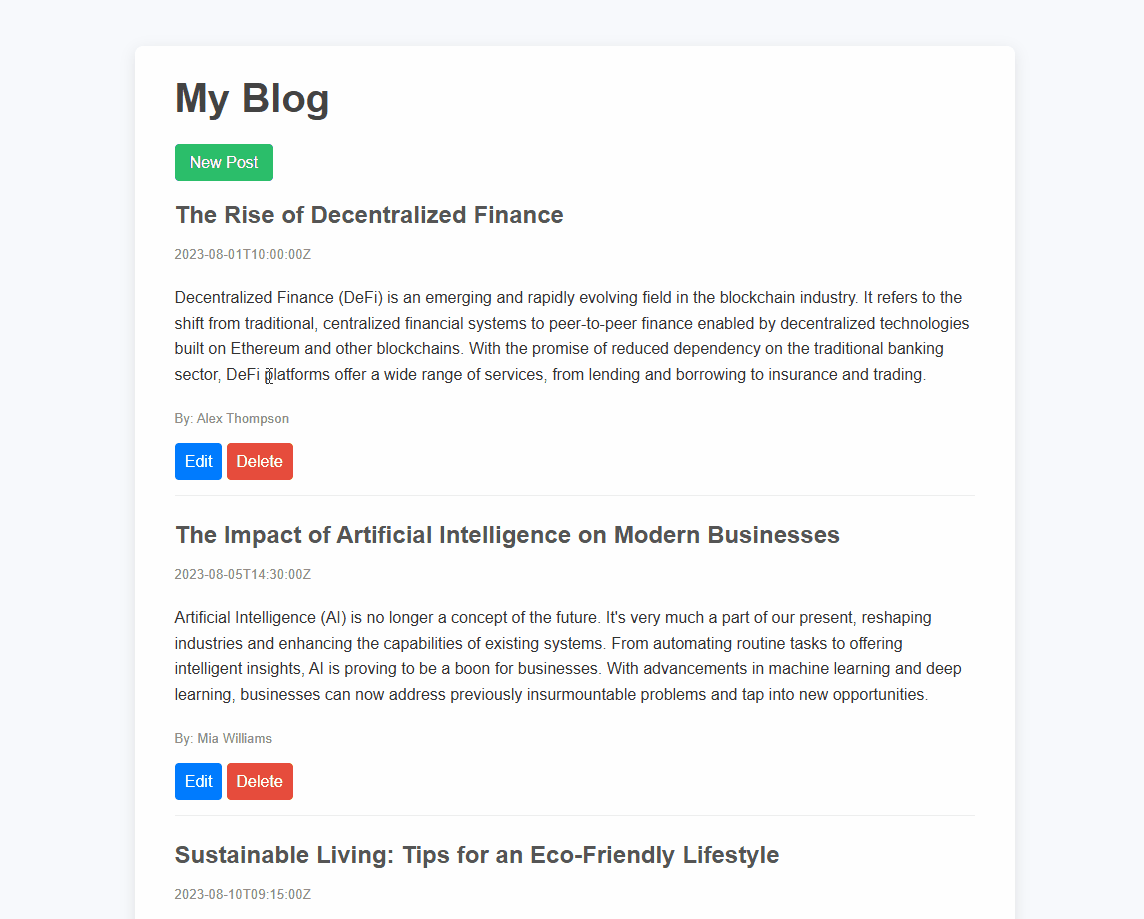 My Blog
New Post
The Rise of Decentralized Finance
2023-08-01T10:00:00Z
Decentralized Finance (DeFi) is an emerging and rapidly evolving field in the blockchain industry. It refers to the
shift from traditional, centralized financial systems to peer-to-peer finance enabled by decentralized technologies
built on Ethereum and other blockchains. With the promise of reduced dependency on the traditional banking
sector, DeFi platforms offer a wide range of services, from lending and borrowing to insurance and trading.
By: Alex Thompson
Edit Delete
The Impact of Artificial Intelligence on Modern Businesses
2023-08-05T14:30:00Z
Artificial Intelligence (AI) is no longer a concept of the future. It's very much a part of our present, reshaping
industries and enhancing the capabilities of existing systems. From automating routine tasks to offering
intelligent insights, AI is proving to be a boon for businesses. With advancements in machine learning and deep
learning, businesses can now address previously insurmountable problems and tap into new opportunities.
By: Mia Williams
Edit Delete
Sustainable Living: Tips for an Eco-Friendly Lifestyle
2023-08-10T09:15:00Z